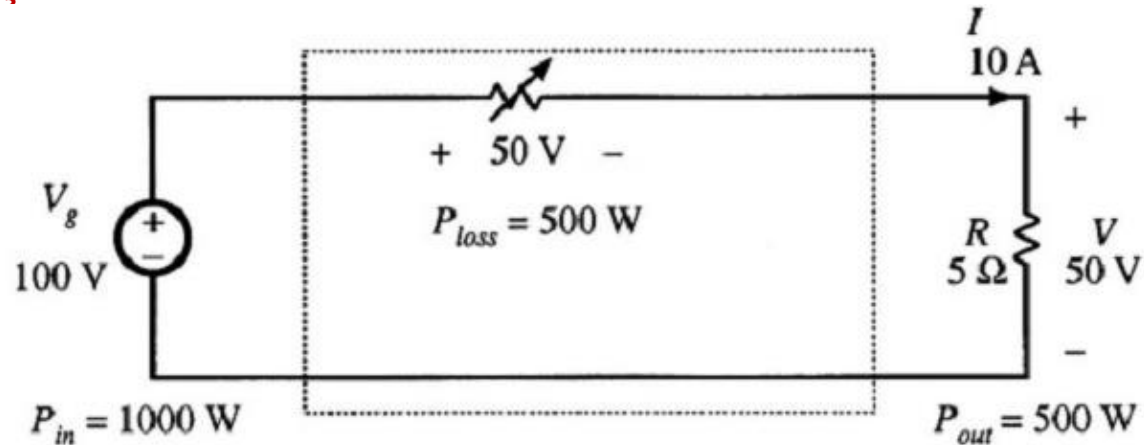 I
10 A
+
+ 50 V –
V_g
+
P_loss = 500 W
R
V
–
100 V
5 Ω
50 V
–
P_in = 1000 W
P_out = 500 W